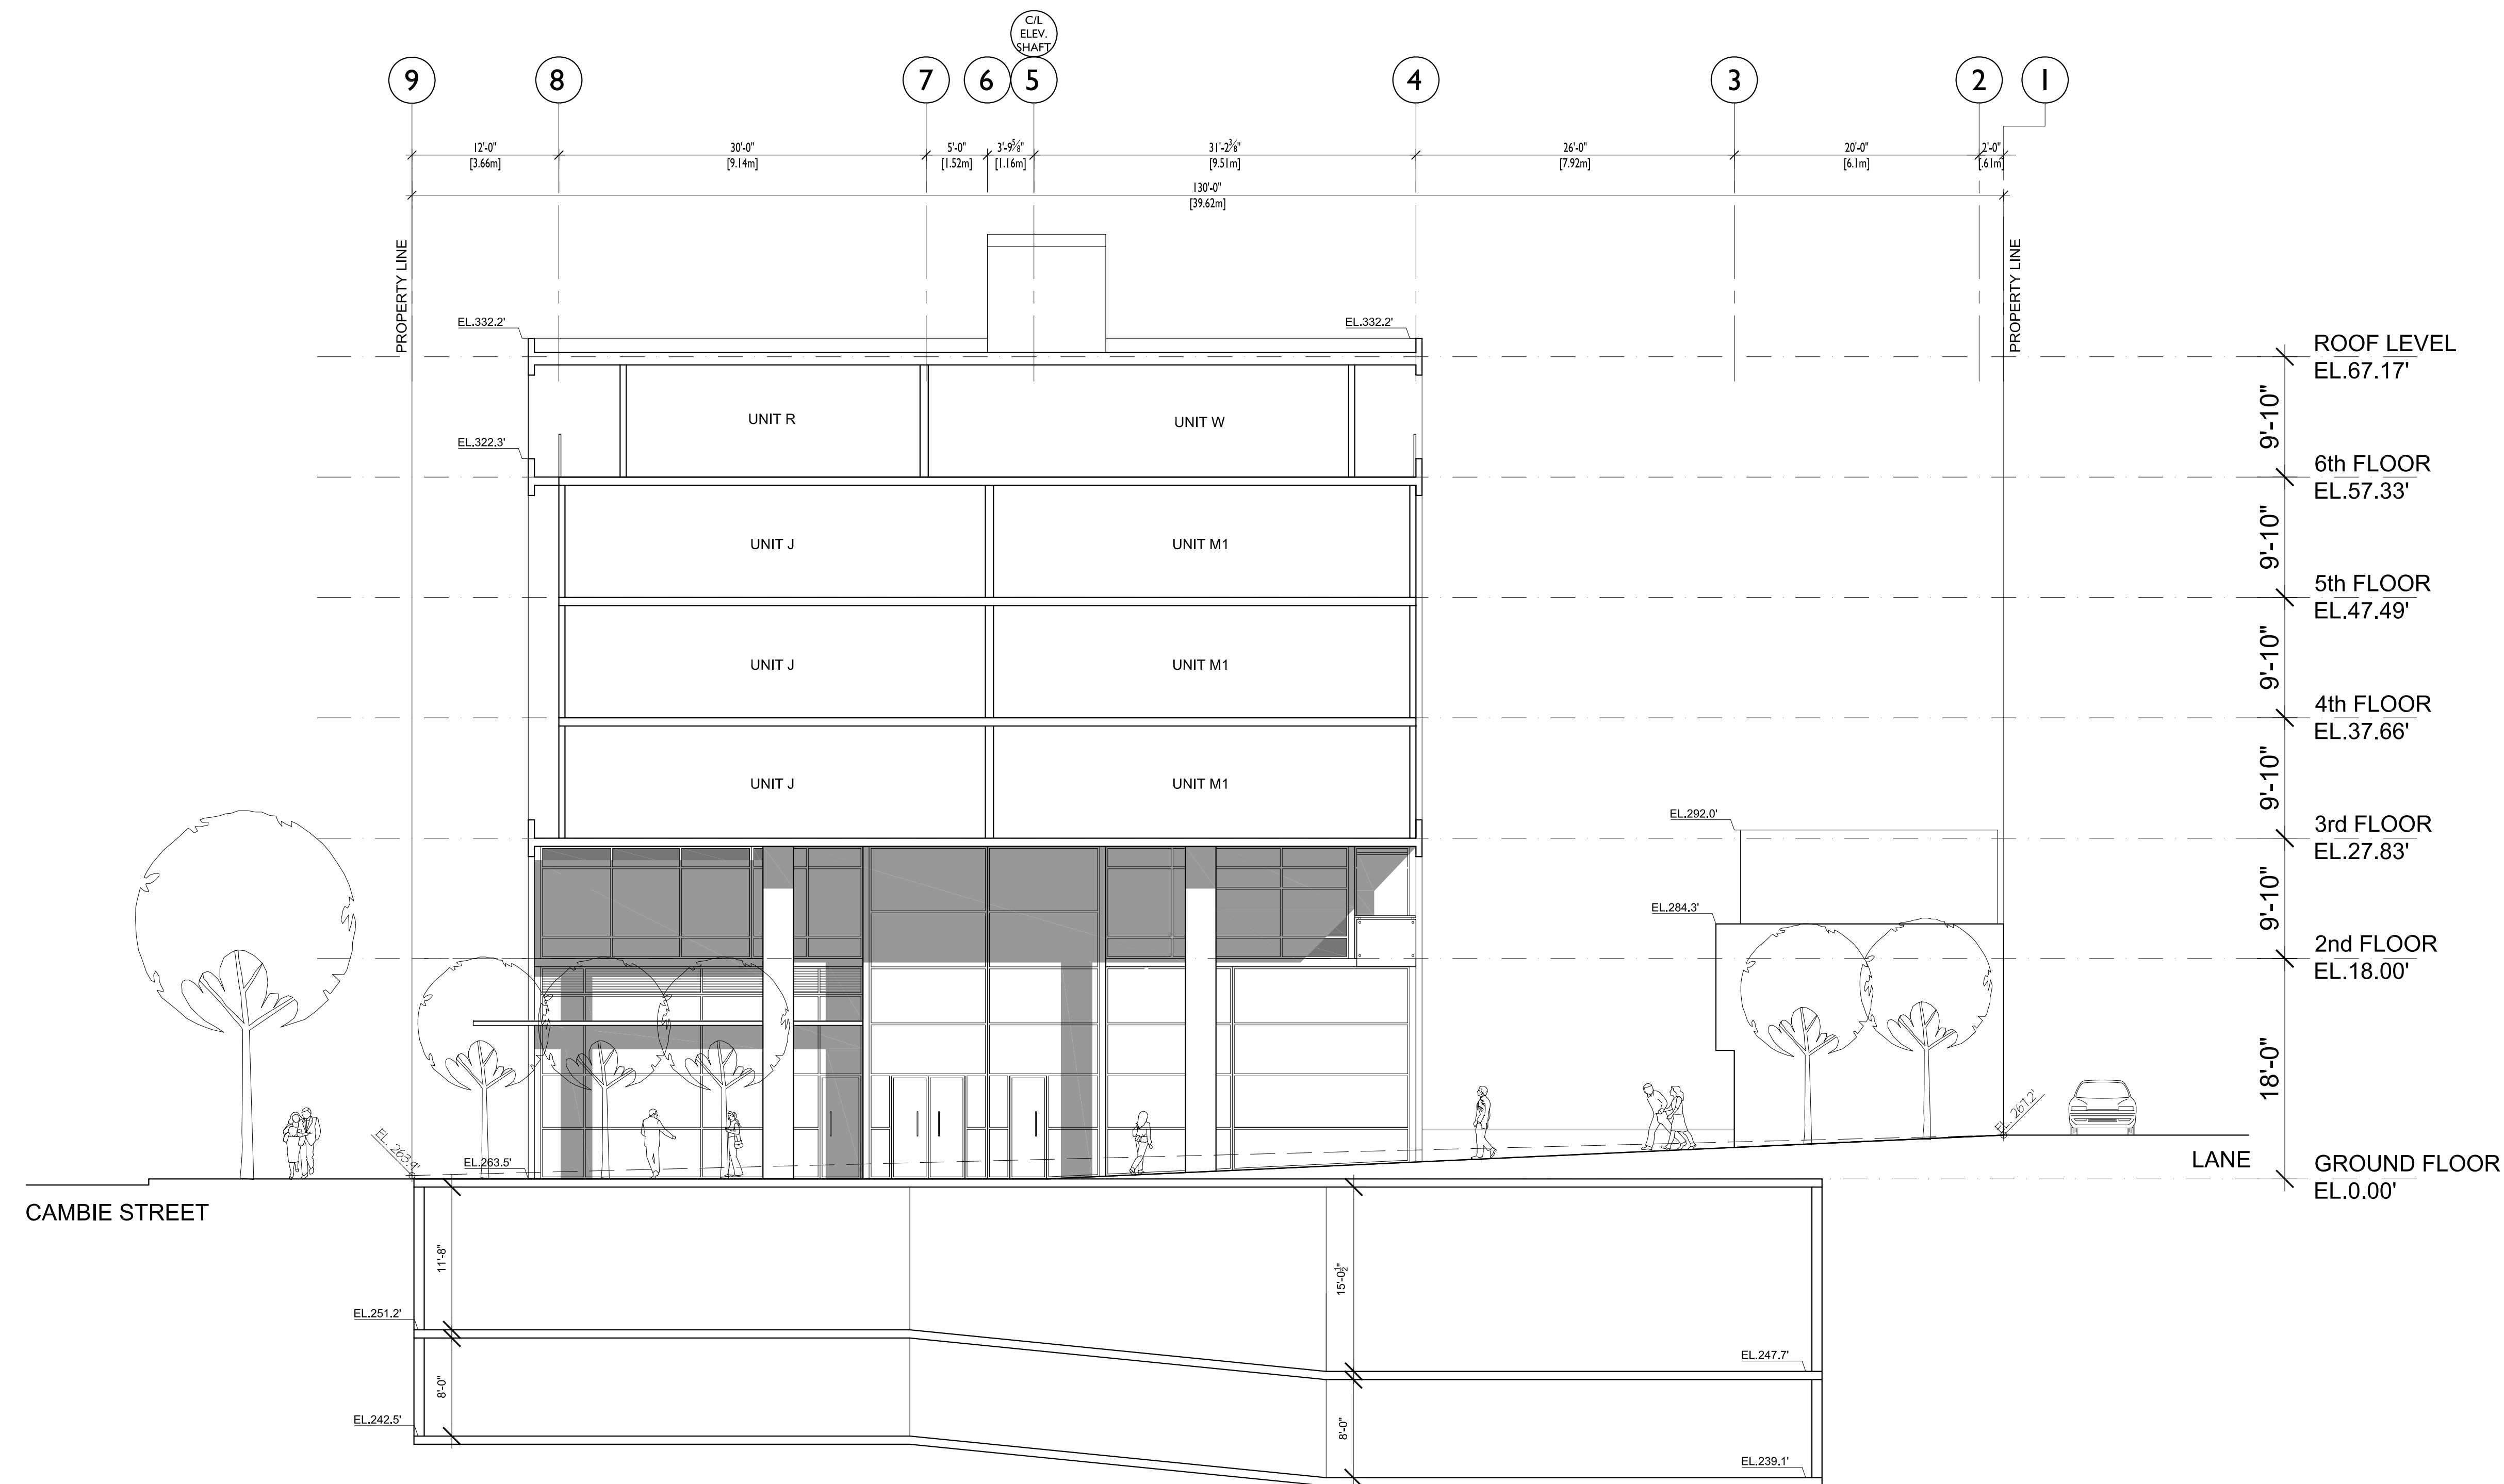 C/L
ELEV.
SHAFT
9 8 7 6 5 4 3 2 1
12'-0" 30'-0" 5'-0" 3'-9⅝" 31'-2⅜" 26'-0" 20'-0" 2'-0"
[3.66m] [9.14m] [1.52m] [1.16m] [9.51m] [7.92m] [6.1m] [.61m]
130'-0"
[39.62m]
PROPERTY LINE
PROPERTY LINE
EL.332.2'
EL.332.2'
ROOF LEVEL
EL.67.17'
9'-10"
UNIT R
UNIT W
EL.322.3'
6th FLOOR
EL.57.33'
9'-10"
UNIT J
UNIT M1
5th FLOOR
EL.47.49'
9'-10"
UNIT J
UNIT M1
4th FLOOR
EL.37.66'
9'-10"
UNIT J
UNIT M1
EL.292.0'
3rd FLOOR
EL.27.83'
9'-10"
EL.284.3'
2nd FLOOR
EL.18.00'
18'-0"
EL.263.5'
LANE
GROUND FLOOR
EL.0.00'
CAMBIE STREET
11'-8"
15'-0½"
EL.251.2'
EL.247.7'
8'-0"
8'-0"
EL.242.5'
EL.239.1'